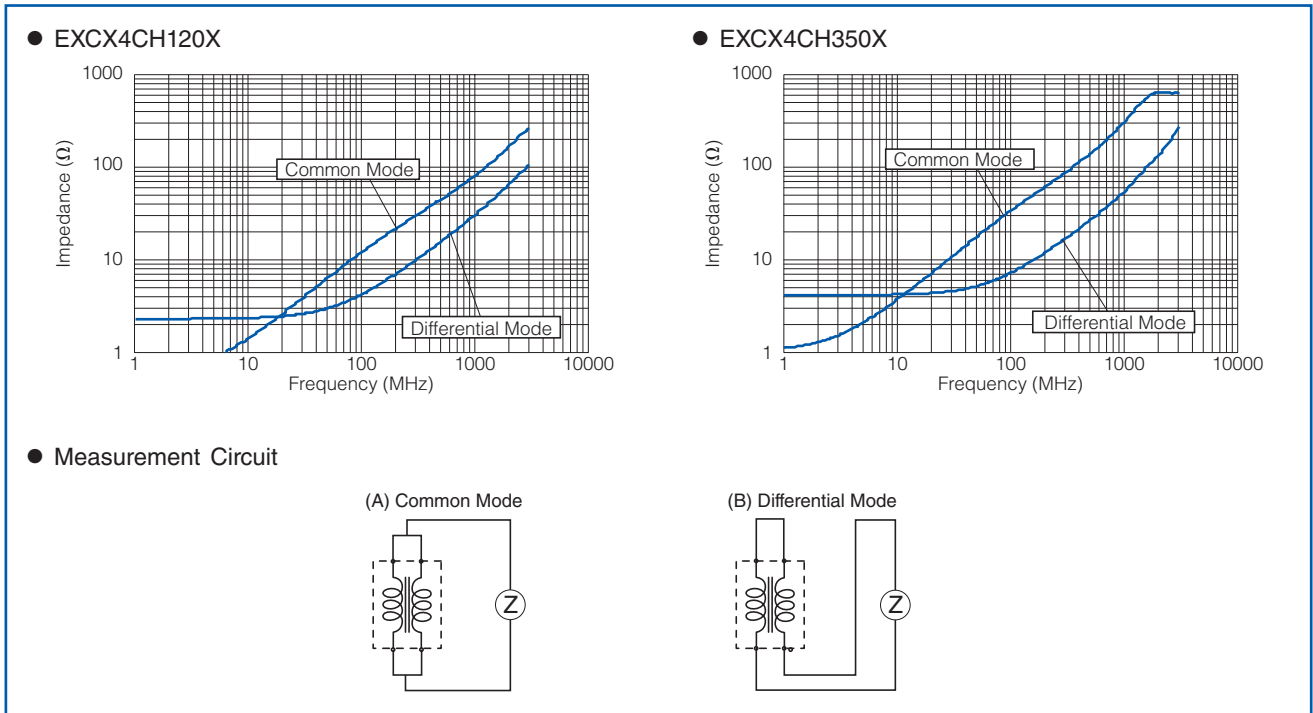 ● EXCX4CH120X
1000
100
10
1
Impedance (Ω)
Common Mode
Differential Mode
1 10 100 1000 10000
Frequency (MHz)
● EXCX4CH350X
1000
100
10
1
Impedance (Ω)
Common Mode
Differential Mode
1 10 100 1000 10000
Frequency (MHz)
● Measurement Circuit
(A) Common Mode
Z
(B) Differential Mode
Z